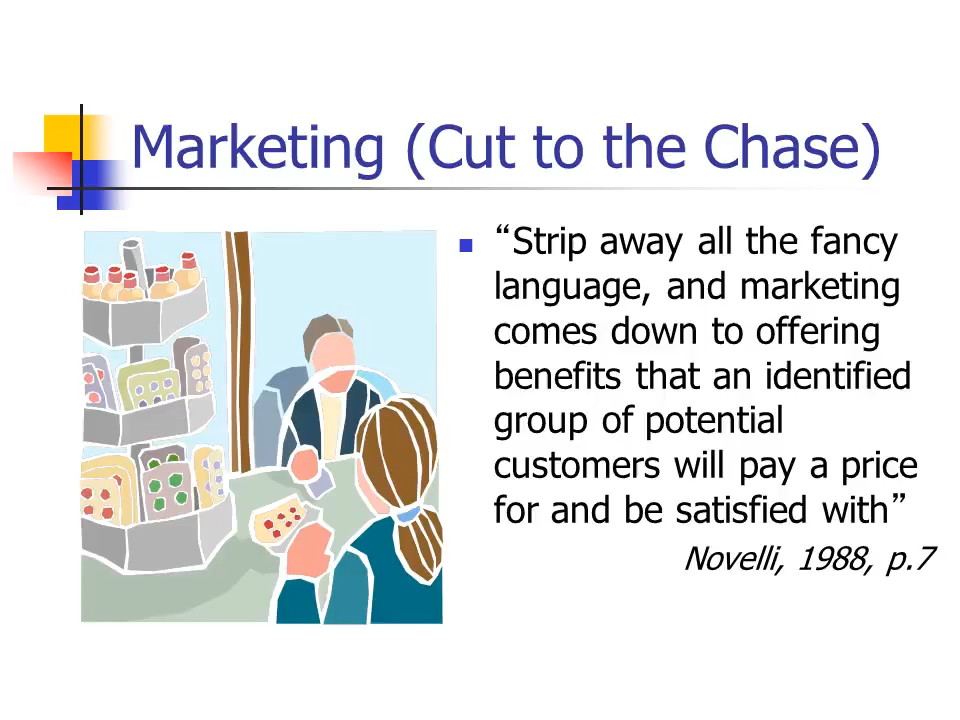 Marketing (Cut to the Chase)
“Strip away all the fancy
language, and marketing
comes down to offering
benefits that an identified
group of potential
customers will pay a price
for and be satisfied with”
Novelli, 1988, p.7